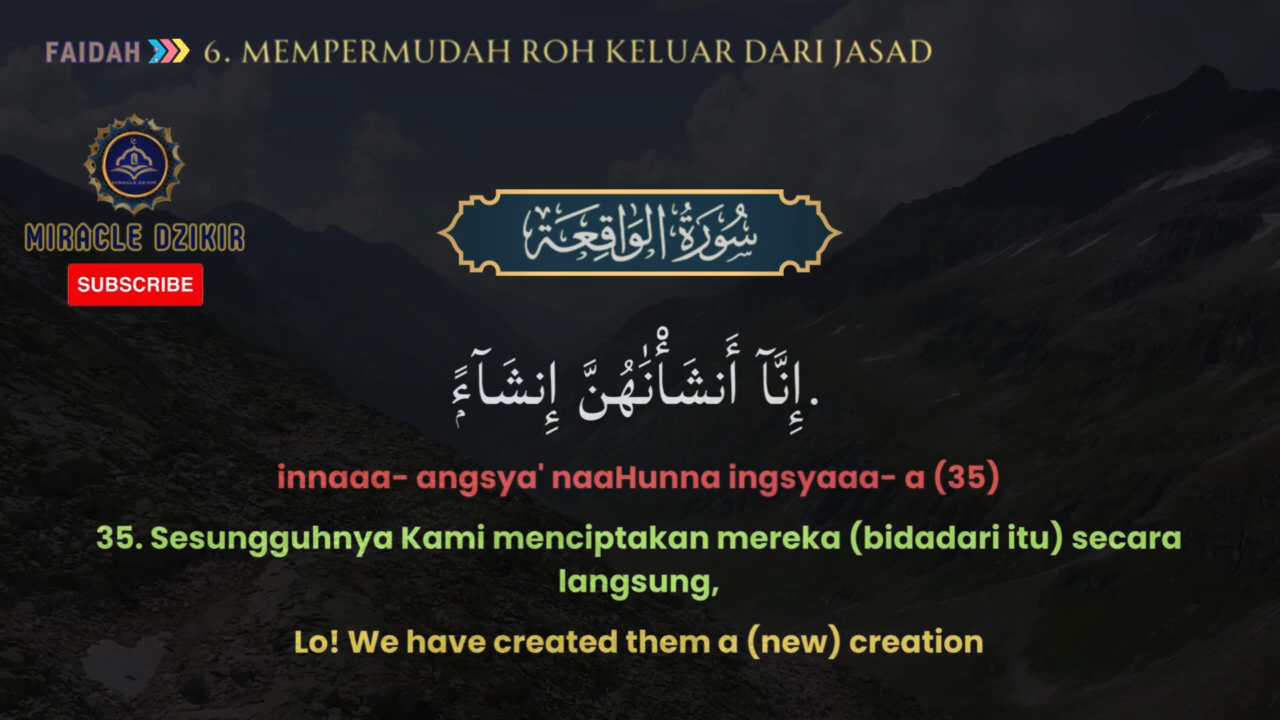 FAIDAH 6. MEMPERMUDAH ROH KELUAR DARI JASAD
MIRACLE DZIKIR
SUBSCRIBE
سُورَةُ الوَاقِعَة
إِنَّآ أَنشَأْنَٰهُنَّ إِنشَآءًۭ.
innaaa- angsya' naaHunna ingsyaaa- a (35)
35. Sesungguhnya Kami menciptakan mereka (bidadari itu) secara
langsung,
Lo! We have created them a (new) creation